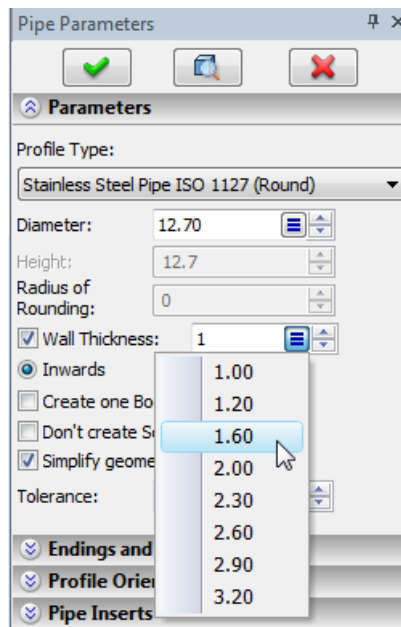 Pipe Parameters
Parameters
Profile Type:
Stainless Steel Pipe ISO 1127 (Round)
Diameter: 12.70
Height: 12.7
Radius of
Rounding: 0
Wall Thickness: 1
Inwards
1.00
Create one Bo
1.20
Don't create S
1.60
Simplify geome
2.00
Tolerance:
2.30
2.60
Endings and
2.90
Profile Orie
3.20
Pipe Inserts